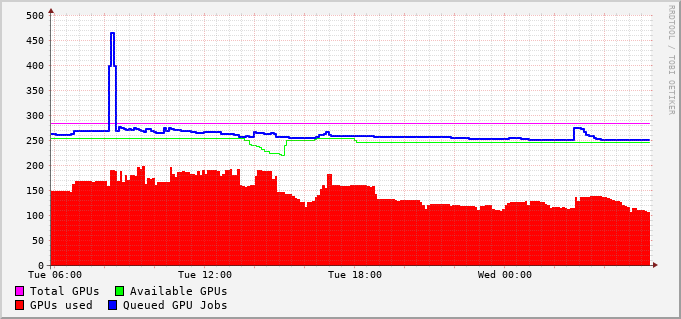 500
450
400
350
300
250
200
150
100
50
0
Tue 06:00 Tue 12:00 Tue 18:00 Wed 00:00
Total GPUs Available GPUs
GPUs used Queued GPU Jobs
RRDTOOL / TOBI OETIKER